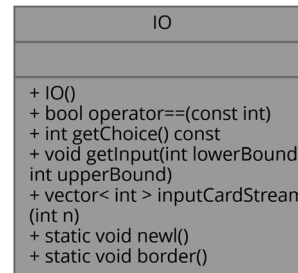 IO
+ IO()
+ bool operator==(const int)
+ int getChoice() const
+ void getInput(int lowerBound
int upperBound)
+ vector< int > inputCardStream
(int n)
+ static void newl()
+ static void border()